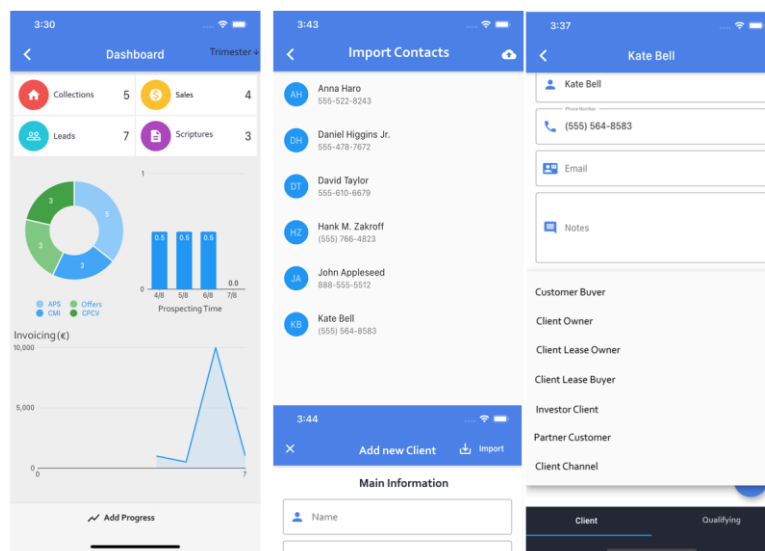 3:30
Dashboard
Trimester ↓
Collections 5
Sales 4
Leads 7
Scriptures 3
5
3
3
3
APS
Offers
CMI
CPCV
1
0.5 0.5 0.5 0.0
0
4/8 5/8 6/8 7/8
Prospecting Time
Invoicing (€)
10,000
5,000
0
0 7
Add Progress
3:43
Import Contacts
AH
Anna Haro
555-522-8243
DH
Daniel Higgins Jr.
555-478-7672
DT
David Taylor
555-610-6679
HZ
Hank M. Zakroff
(555) 766-4823
JA
John Appleseed
888-555-5512
KB
Kate Bell
(555) 564-8583
3:44
Add new Client
Import
Main Information
Name
3:37
Kate Bell
Kate Bell
Phone Number
(555) 564-8583
Email
Notes
Customer Buyer
Client Owner
Client Lease Owner
Client Lease Buyer
Investor Client
Partner Customer
Client Channel
Client
Qualifying